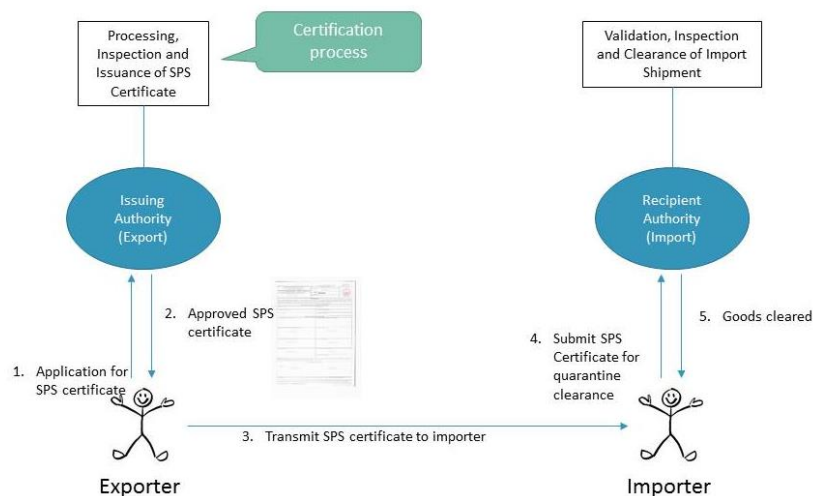 Processing,
Inspection and
Issuance of SPS
Certificate
Certification
process
Validation, Inspection
and Clearance of Import
Shipment
Issuing
Authority
(Export)
Recipient
Authority
(Import)
2. Approved SPS
certificate
1. Application for
SPS certificate
4. Submit SPS
Certificate for
quarantine
clearance
5. Goods cleared
3. Transmit SPS certificate to importer
Exporter
Importer